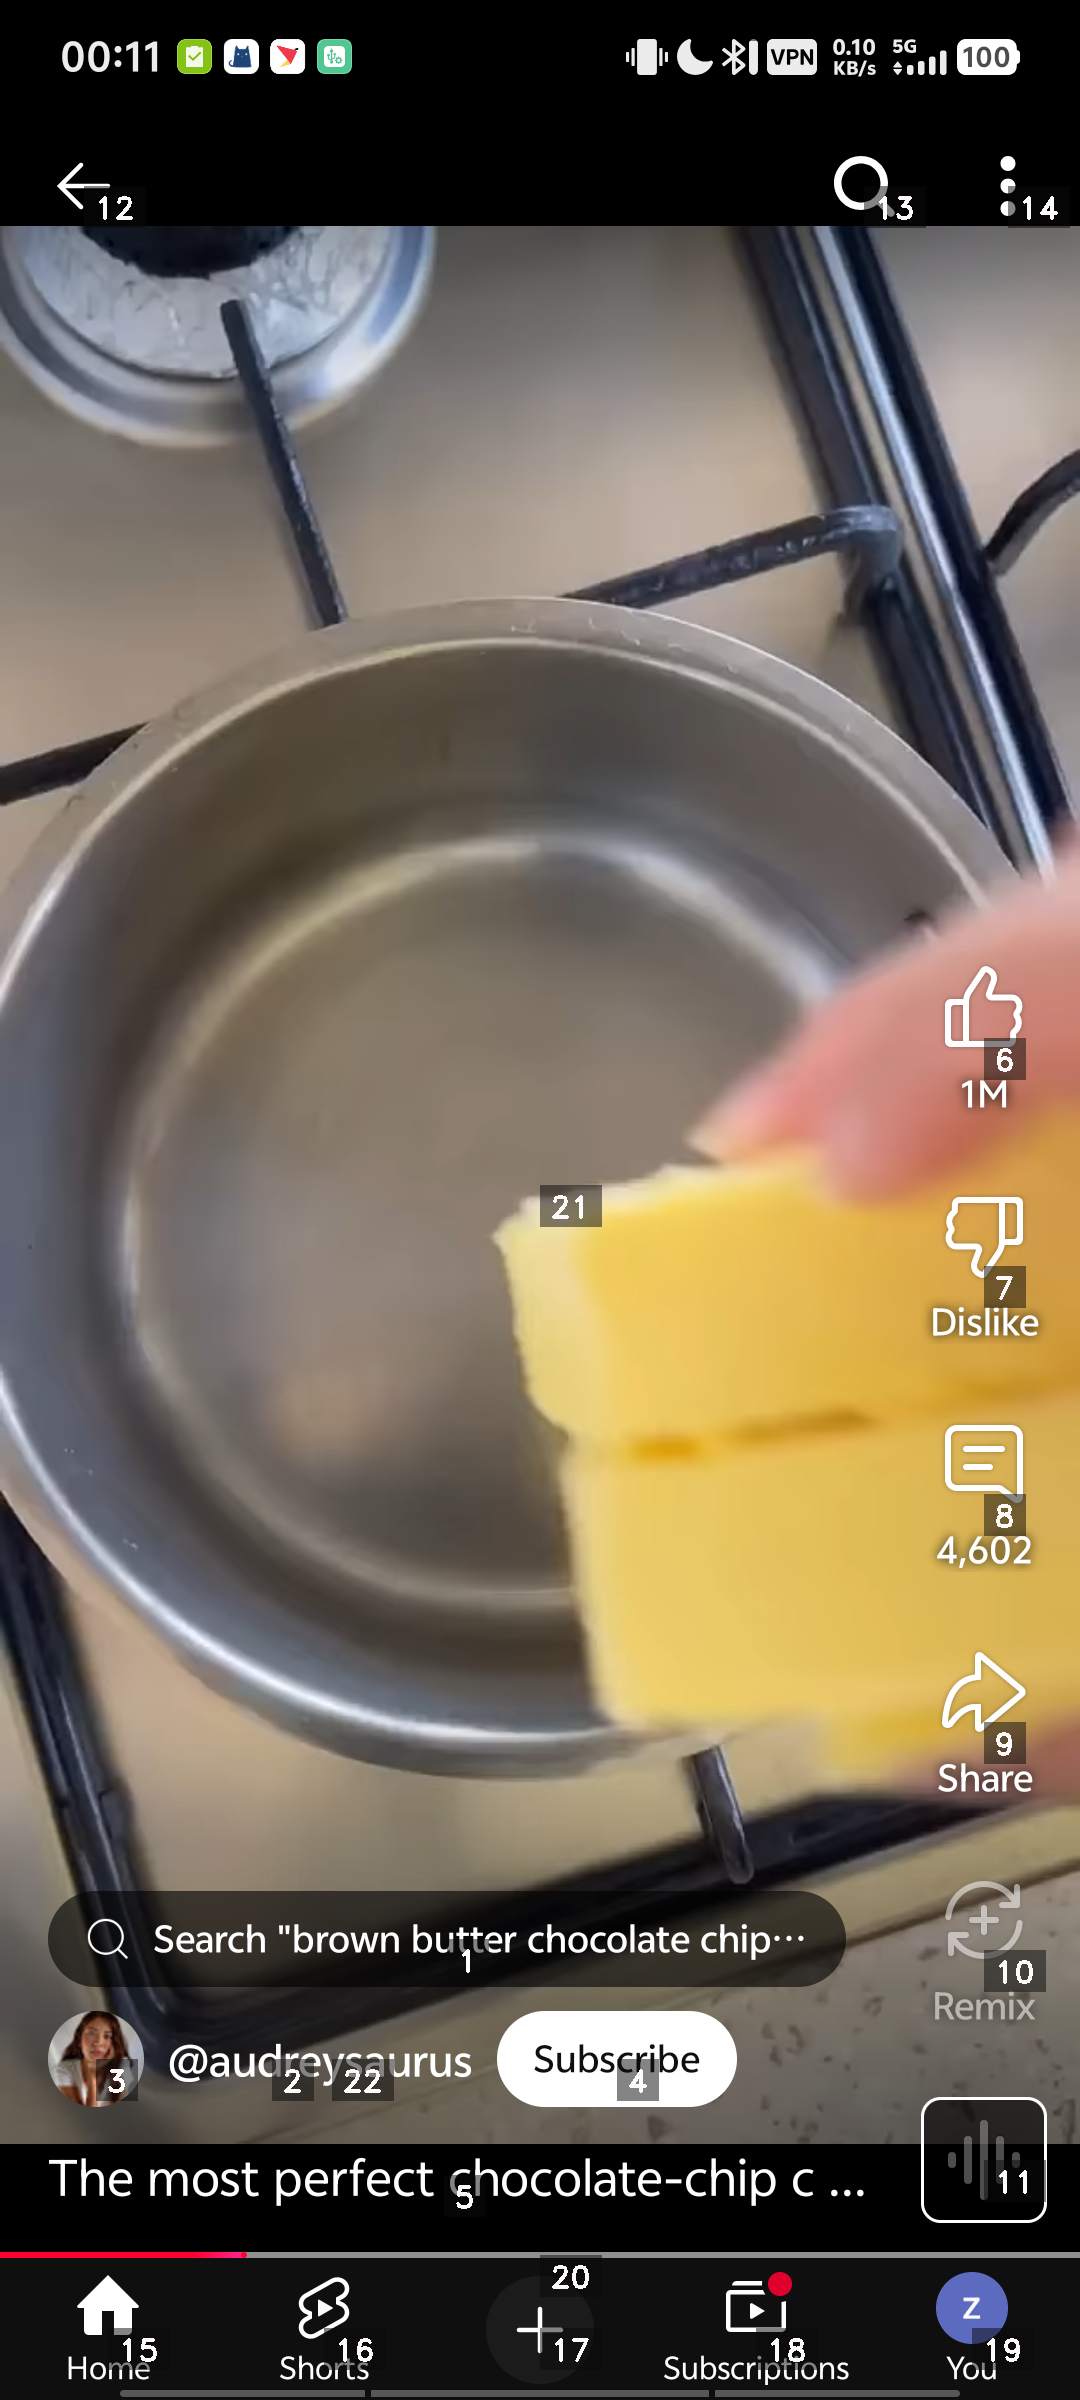 00:11
VPN
0.10 KB/s
5G
100
12
13
14
6
1M
21
7
Dislike
8
4,602
9
Share
Search "brown butter chocolate chip...
1
10
Remix
3
@audreysaurus
2
22
Subscribe
4
The most perfect chocolate-chip c ...
5
11
20
Z
15
16
17
18
19
Home
Shorts
Subscriptions
You